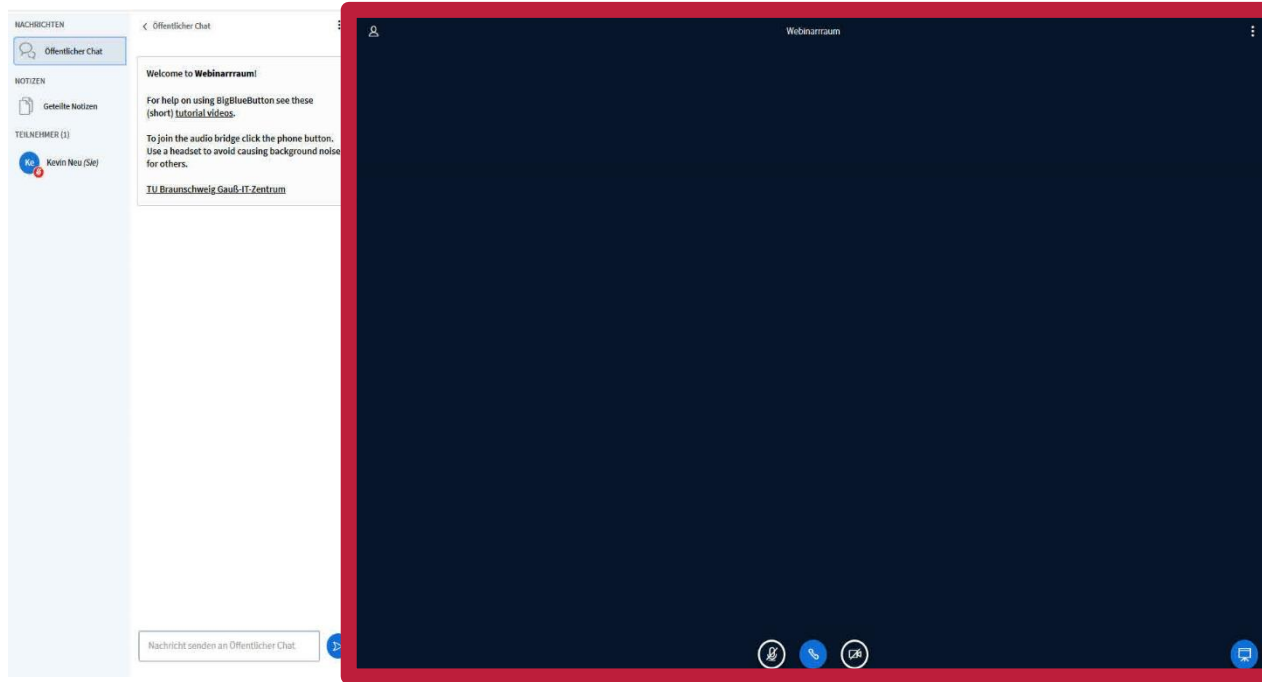 NACHRICHTEN
Öffentlicher Chat
NOTIZEN
Geteilte Notizen
TEILNEHMER (1)
Ke
Kevin Neu (Sie)
Öffentlicher Chat
Welcome to Webinarrraum!
For help on using BigBlueButton see these
(short) tutorial videos.
To join the audio bridge click the phone button.
Use a headset to avoid causing background noise
for others.
TU Braunschweig Gauß-IT-Zentrum
Nachricht senden an Öffentlicher Chat
Webinarrraum